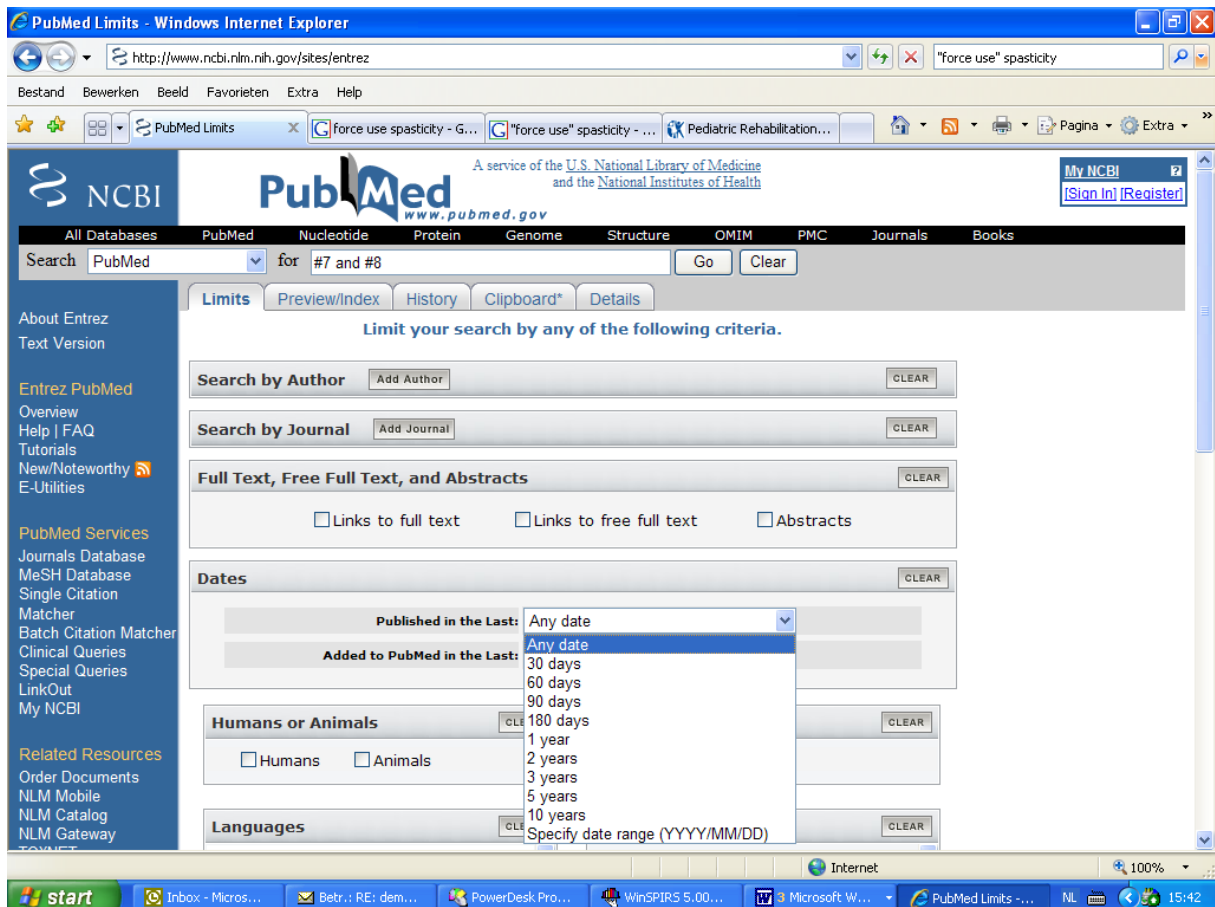 PubMed Limits - Windows Internet Explorer
http://www.ncbi.nlm.nih.gov/sites/entrez
"force use" spasticity
Bestand Bewerken Beeld Favorieten Extra Help
PubMed Limits
force use spasticity - G...
"force use" spasticity - ...
Pediatric Rehabilitation...
Pagina
Extra
NCBI
PubMed
www.pubmed.gov
A service of the U.S. National Library of Medicine
and the National Institutes of Health
My NCBI
[Sign In] [Register]
All Databases PubMed Nucleotide Protein Genome Structure OMIM PMC Journals Books
Search PubMed for #7 and #8 Go Clear
Limits Preview/Index History Clipboard* Details
Limit your search by any of the following criteria.
About Entrez
Text Version
Entrez PubMed
Overview
Help | FAQ
Tutorials
New/Noteworthy
E-Utilities
PubMed Services
Journals Database
MeSH Database
Single Citation
Matcher
Batch Citation Matcher
Clinical Queries
Special Queries
LinkOut
My NCBI
Related Resources
Order Documents
NLM Mobile
NLM Catalog
NLM Gateway
Search by Author Add Author CLEAR
Search by Journal Add Journal CLEAR
Full Text, Free Full Text, and Abstracts CLEAR
Links to full text Links to free full text Abstracts
Dates CLEAR
Published in the Last: Any date
Added to PubMed in the Last:
Any date
30 days
60 days
90 days
180 days
1 year
2 years
3 years
5 years
10 years
Specify date range (YYYY/MM/DD)
Humans or Animals CLEAR
Humans Animals
Languages CLEAR
Internet 100%
start Inbox - Micros... Betr.: RE: dem... PowerDesk Pro... WinSPIRS 5.00... 3 Microsoft W... PubMed Limits -... NL 15:42